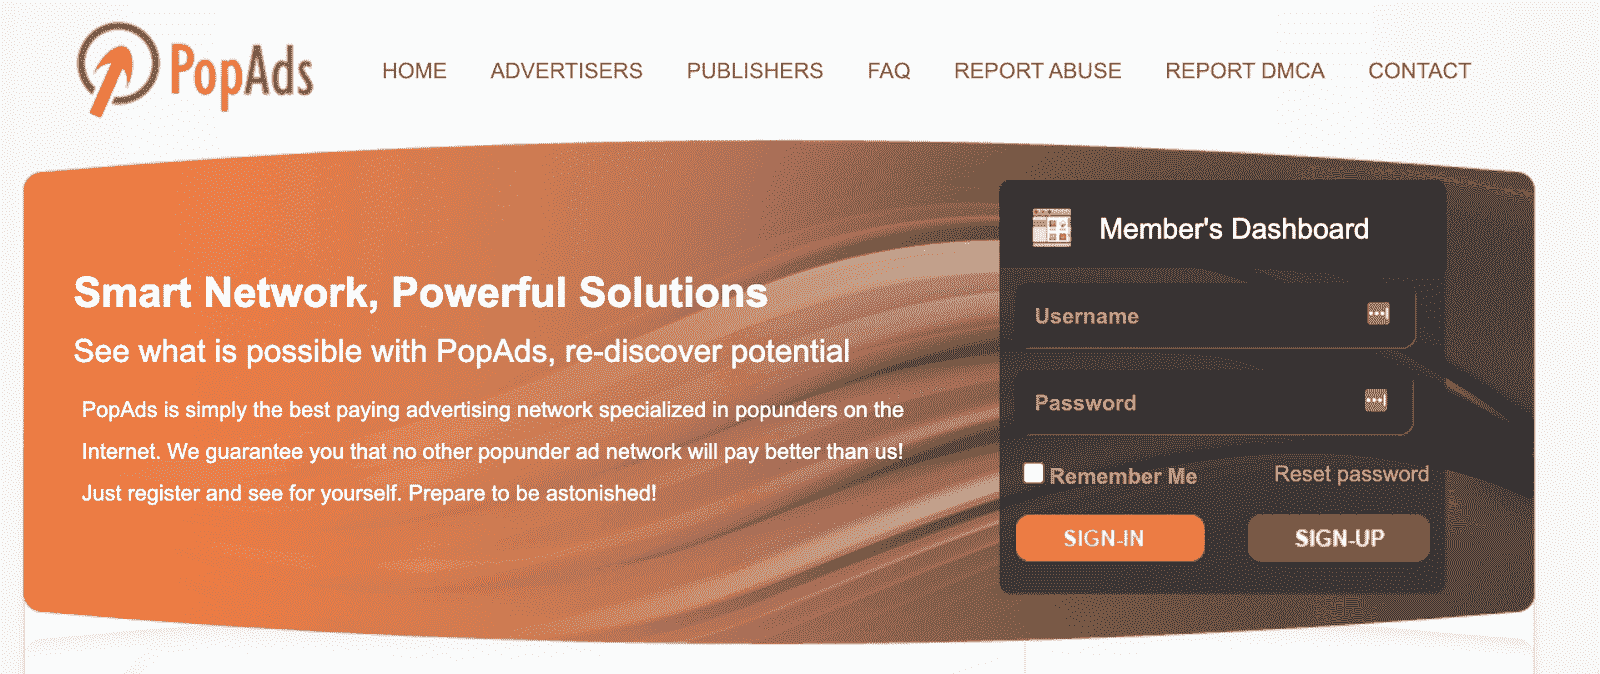 PopAds
HOME ADVERTISERS PUBLISHERS FAQ REPORT ABUSE REPORT DMCA CONTACT
Smart Network, Powerful Solutions
See what is possible with PopAds, re-discover potential
PopAds is simply the best paying advertising network specialized in popunders on the
Internet. We guarantee you that no other popunder ad network will pay better than us!
Just register and see for yourself. Prepare to be astonished!
Member's Dashboard
Username
Password
Remember Me Reset password
SIGN-IN SIGN-UP